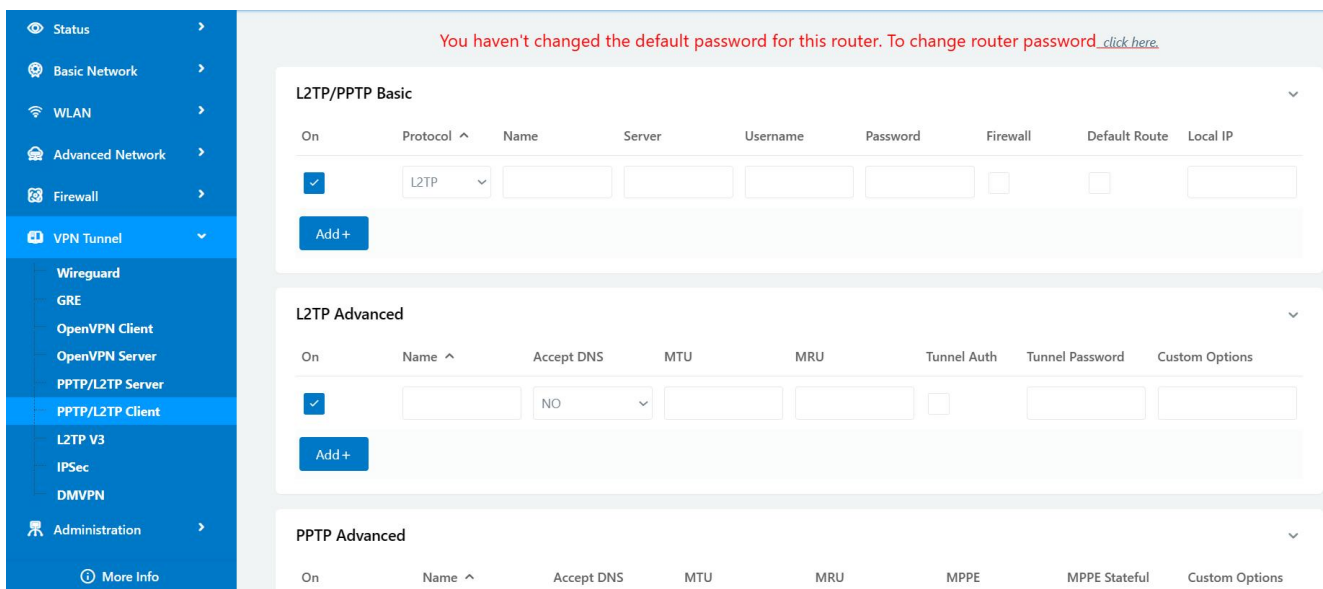 Status
Basic Network
WLAN
Advanced Network
Firewall
VPN Tunnel
Wireguard
GRE
OpenVPN Client
OpenVPN Server
PPTP/L2TP Server
PPTP/L2TP Client
L2TP V3
IPSec
DMVPN
Administration
More Info
You haven't changed the default password for this router. To change router password click here.
L2TP/PPTP Basic
On Protocol Name Server Username Password Firewall Default Route Local IP
L2TP
Add+
L2TP Advanced
On Name Accept DNS MTU MRU Tunnel Auth Tunnel Password Custom Options
NO
Add+
PPTP Advanced
On Name Accept DNS MTU MRU MPPE MPPE Stateful Custom Options